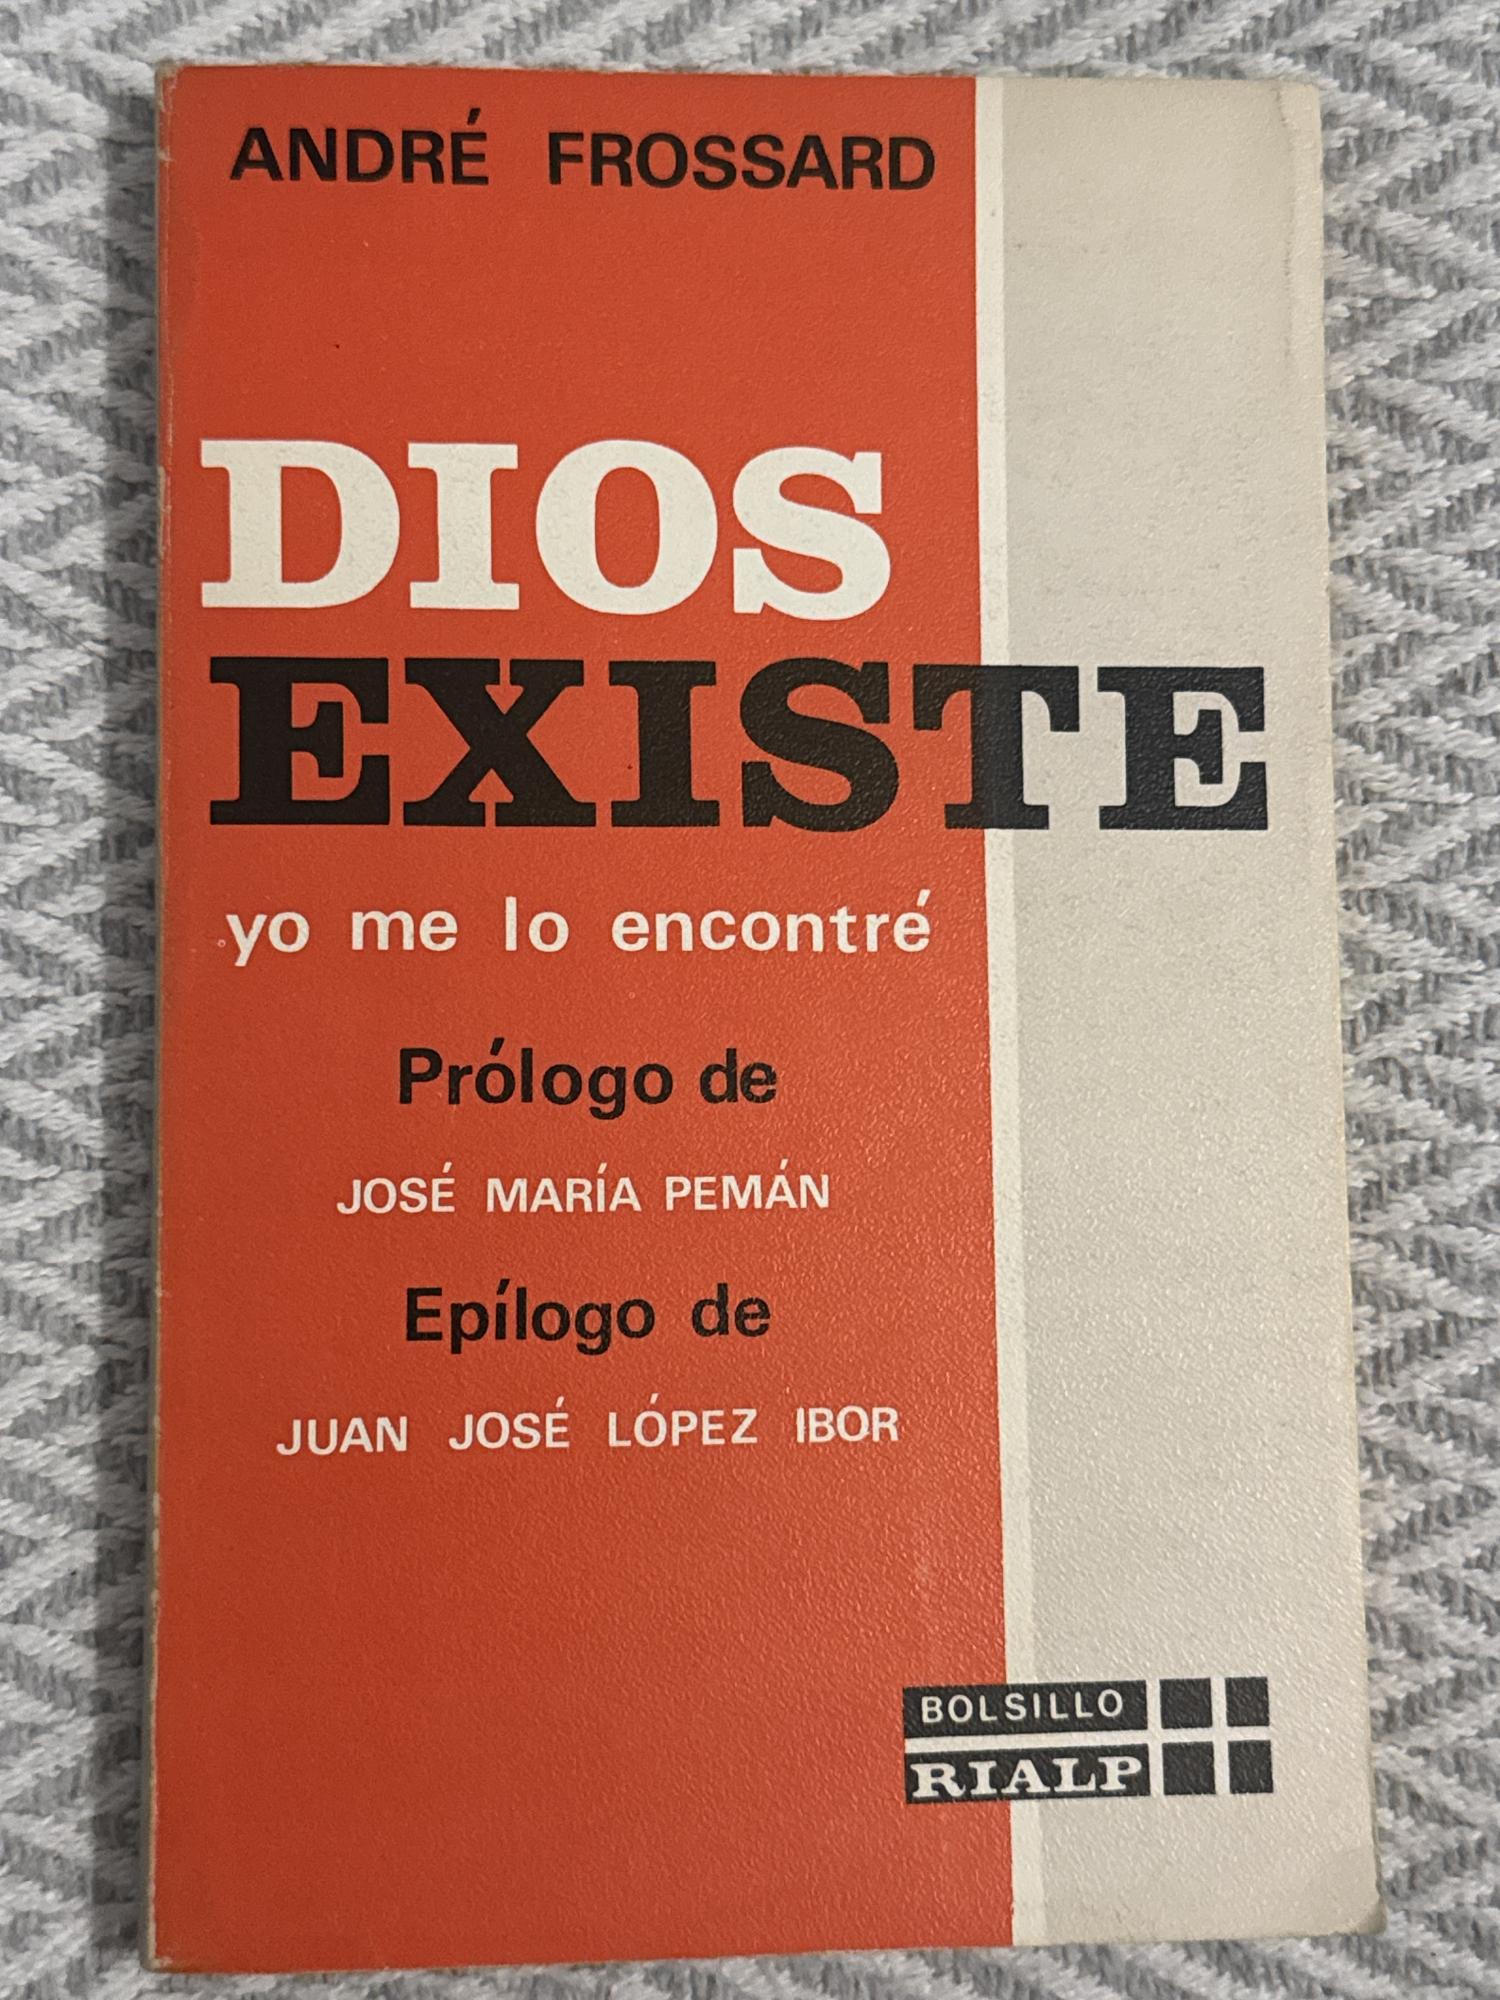 ANDRÉ FROSSARD
DIOS
EXISTE
yo me lo encontré
Prólogo de
JOSÉ MARÍA PEMÁN
Epílogo de
JUAN JOSÉ LÓPEZ IBOR
BOLSILLO
RIALP